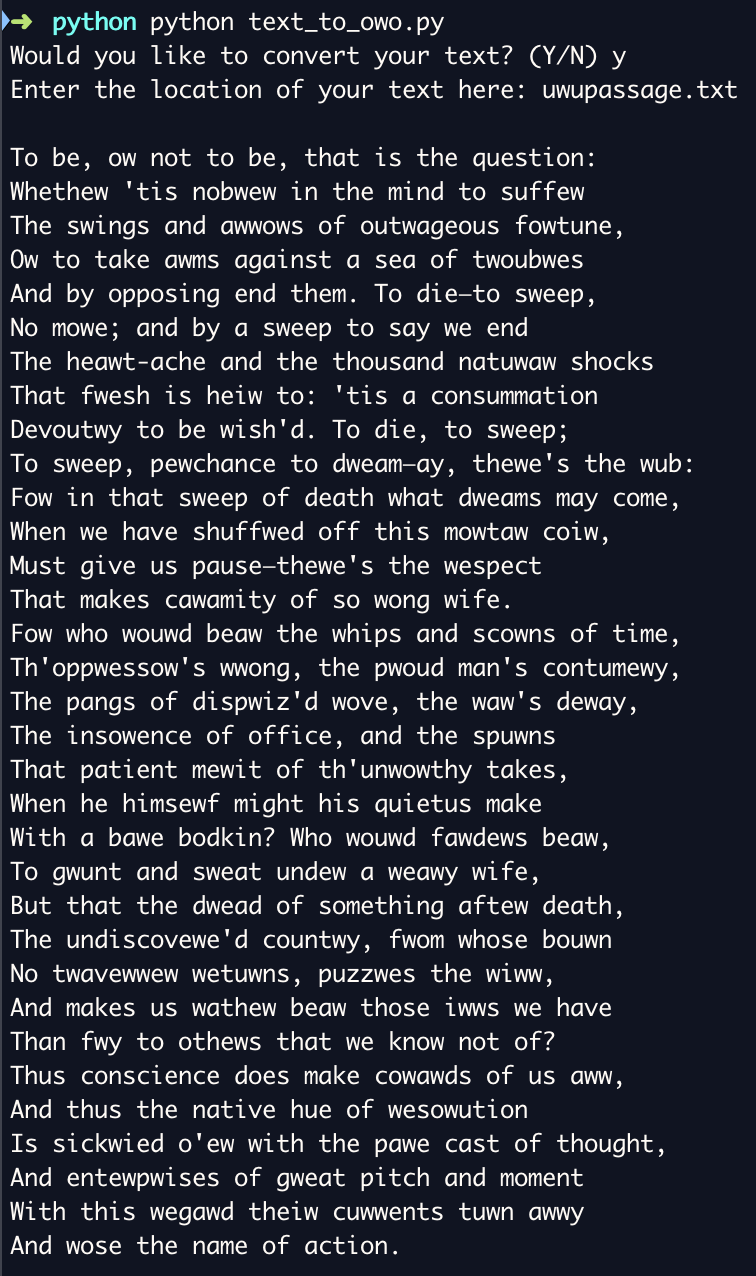 ➜ python python text_to_owo.py
Would you like to convert your text? (Y/N) y
Enter the location of your text here: uwupassage.txt
To be, ow not to be, that is the question:
Whethew 'tis nobwew in the mind to suffew
The swings and awwows of outwageous fowtune,
Ow to take awms against a sea of twoubwes
And by opposing end them. To die—to sweep,
No mowe; and by a sweep to say we end
The heawt-ache and the thousand natuwaw shocks
That fwesh is heiw to: 'tis a consummation
Devoutwy to be wish'd. To die, to sweep;
To sweep, pewchance to dweam—ay, thewe's the wub:
Fow in that sweep of death what dweams may come,
When we have shuffwed off this mowtaw coiw,
Must give us pause—thewe's the wespect
That makes cawamity of so wong wife.
Fow who wouwd beaw the whips and scowns of time,
Th'oppwessow's wwong, the pwoud man's contumewy,
The pangs of dispwiz'd wove, the waw's deway,
The insowence of office, and the spuwns
That patient mewit of th'unwowthy takes,
When he himsewf might his quietus make
With a bawe bodkin? Who wouwd fawdews beaw,
To gwunt and sweat undew a weawy wife,
But that the dwead of something aftew death,
The undiscovewe'd countwy, fwom whose bouwn
No twavewwew wetuwns, puzzwes the wiww,
And makes us wathew beaw those iwws we have
Than fwy to othews that we know not of?
Thus conscience does make cowawds of us aww,
And thus the native hue of wesowution
Is sickwied o'ew with the pawe cast of thought,
And entewpwises of gweat pitch and moment
With this wegawd theiw cuwwents tuwn awwy
And wose the name of action.